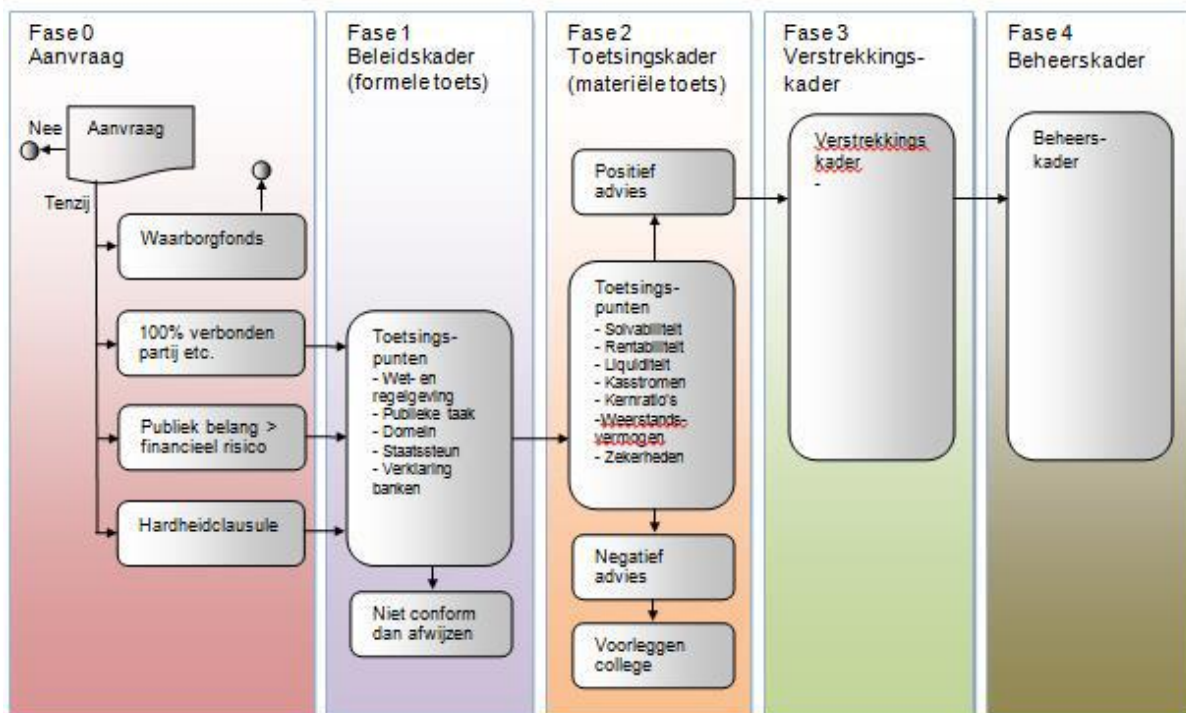 Fase 0
Aanvraag
Nee
Aanvraag
Tenzij
Waarborgfonds
100% verbonden
partij etc.
Publiek belang >
financieel risico
Hardheidclausule
Fase 1
Beleidskader
(formele toets)
Toetsings-
punten
- Wet- en
regelgeving
- Publieke taak
- Domein
- Staatssteun
- Verklaring
banken
Niet conform
dan afwijzen
Fase 2
Toetsingskader
(materiële toets)
Positief
advies
Toetsings-
punten
- Solvabiliteit
- Rentabiliteit
- Liquiditeit
- Kasstromen
- Kernratio's
-Weerstands-
vermogen
- Zekerheden
Negatief
advies
Voorleggen
college
Fase 3
Verstrekkings-
kader
Verstrekkings
kader
-
Fase 4
Beheerskader
Beheers-
kader